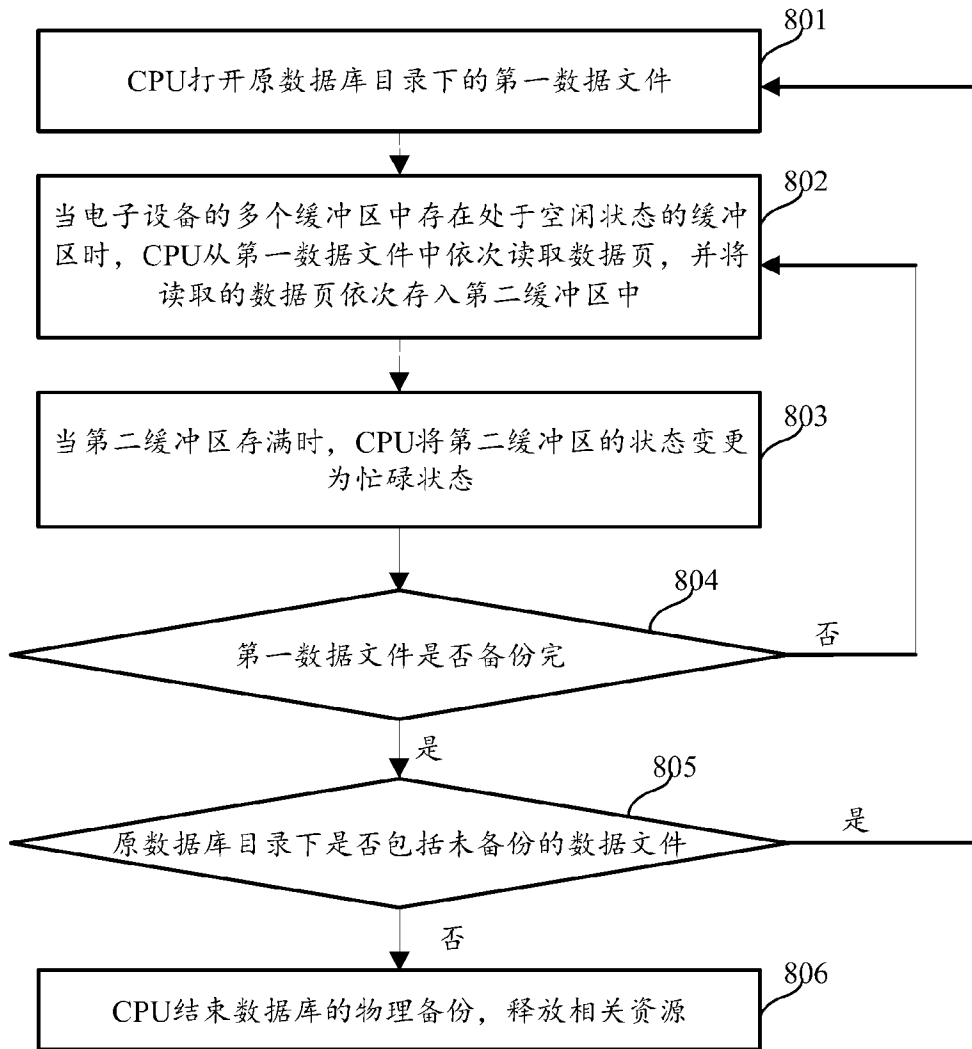 801
CPU打开原数据库目录下的第一数据文件
802
当电子设备的多个缓冲区中存在处于空闲状态的缓冲
区时，CPU从第一数据文件中依次读取数据页，并将
读取的数据页依次存入第二缓冲区中
803
当第二缓冲区存满时，CPU将第二缓冲区的状态变更
为忙碌状态
804
第一数据文件是否备份完
否
是
805
原数据库目录下是否包括未备份的数据文件
是
否
806
CPU结束数据库的物理备份，释放相关资源